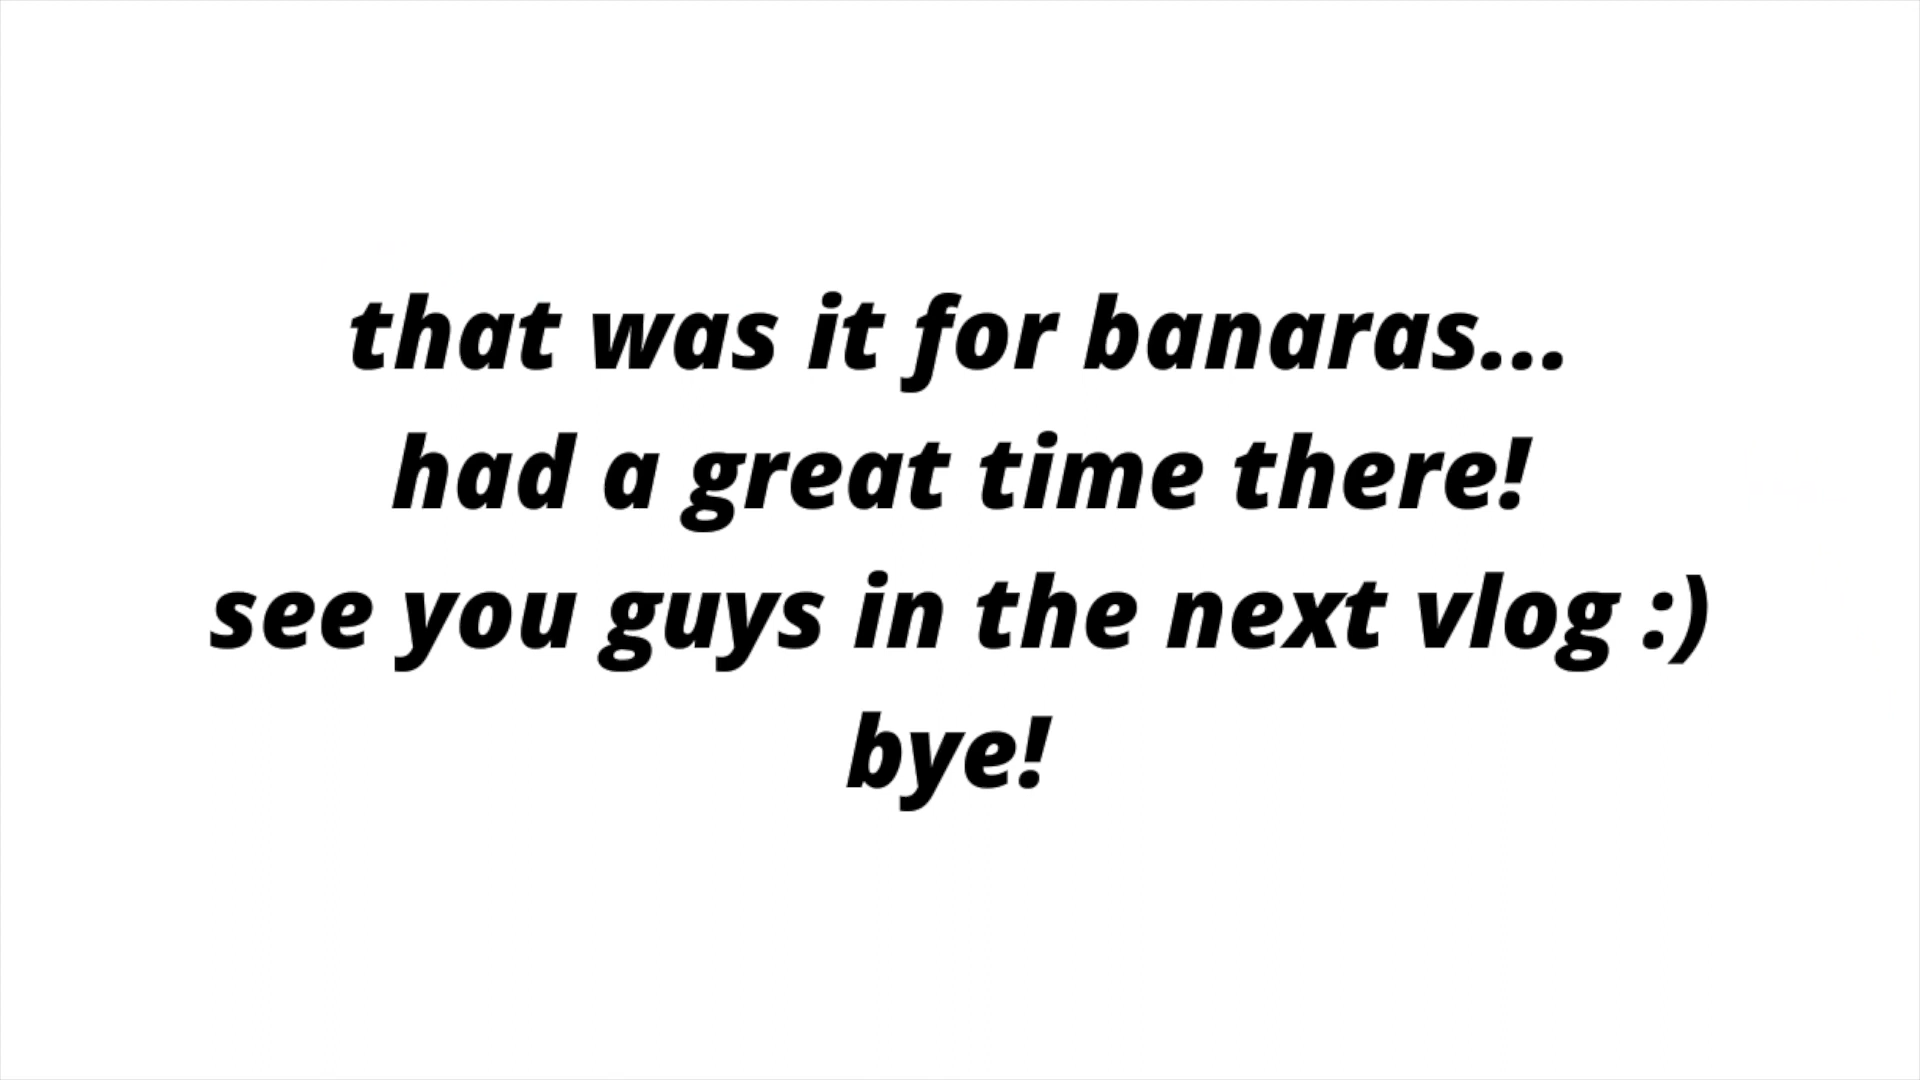 that was it for banaras...
had a great time there!
see you guys in the next vlog :)
bye!